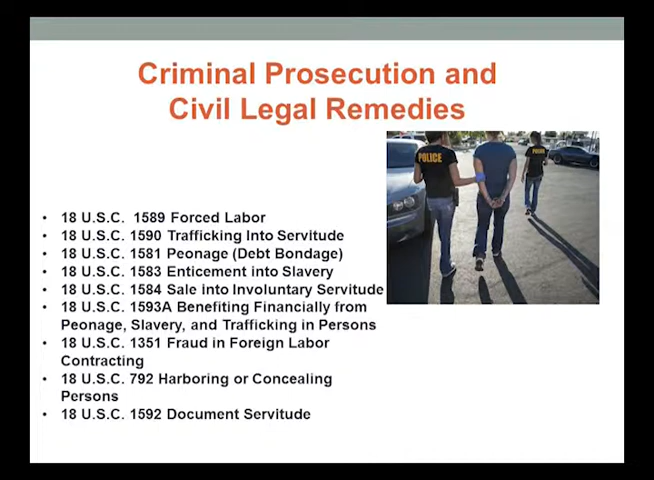 Criminal Prosecution and
Civil Legal Remedies
POLICE
• 18 U.S.C.  1589 Forced Labor
• 18 U.S.C. 1590 Trafficking Into Servitude
• 18 U.S.C. 1581 Peonage (Debt Bondage)
• 18 U.S.C. 1583 Enticement into Slavery
• 18 U.S.C. 1584 Sale into Involuntary Servitude
• 18 U.S.C. 1593A Benefiting Financially from
Peonage, Slavery, and Trafficking in Persons
• 18 U.S.C. 1351 Fraud in Foreign Labor
Contracting
• 18 U.S.C. 792 Harboring or Concealing
Persons
• 18 U.S.C. 1592 Document Servitude